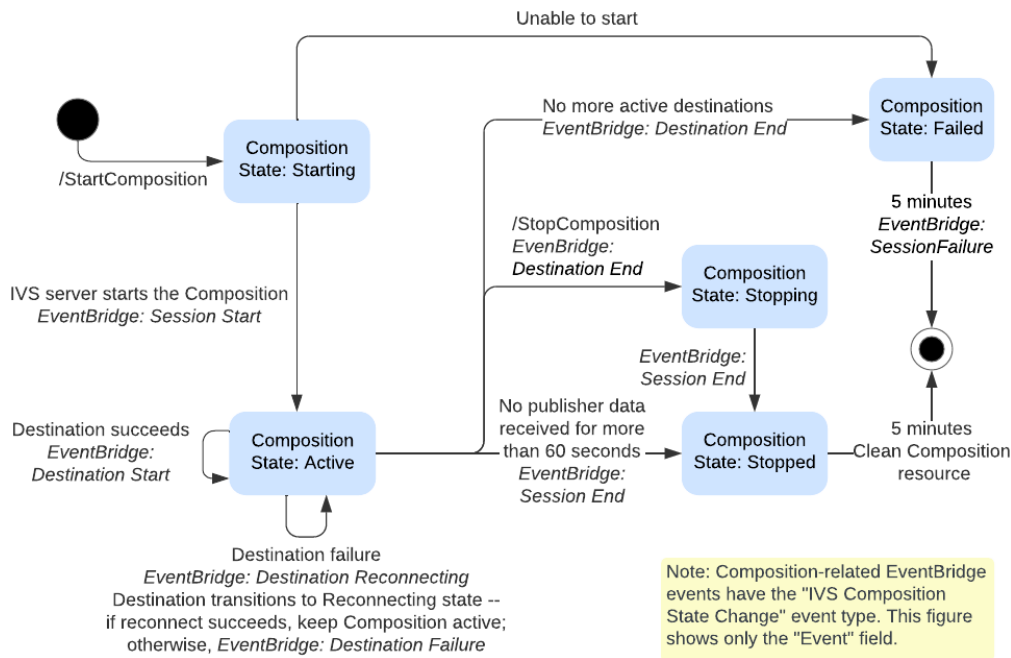 Unable to start
No more active destinations
EventBridge: Destination End
Composition
State: Failed
Composition
State: Starting
/StartComposition
5 minutes
EventBridge:
SessionFailure
/StopComposition
EvenBridge:
Destination End
Composition
State: Stopping
IVS server starts the Composition
EventBridge: Session Start
EventBridge:
Session End
No publisher data
received for more
than 60 seconds
EventBridge:
Session End
Destination succeeds
EventBridge:
Destination Start
Composition
State: Active
Composition
State: Stopped
5 minutes
Clean Composition
resource
Destination failure
EventBridge: Destination Reconnecting
Destination transitions to Reconnecting state --
if reconnect succeeds, keep Composition active;
otherwise, EventBridge: Destination Failure
Note: Composition-related EventBridge
events have the "IVS Composition
State Change" event type. This figure
shows only the "Event" field.